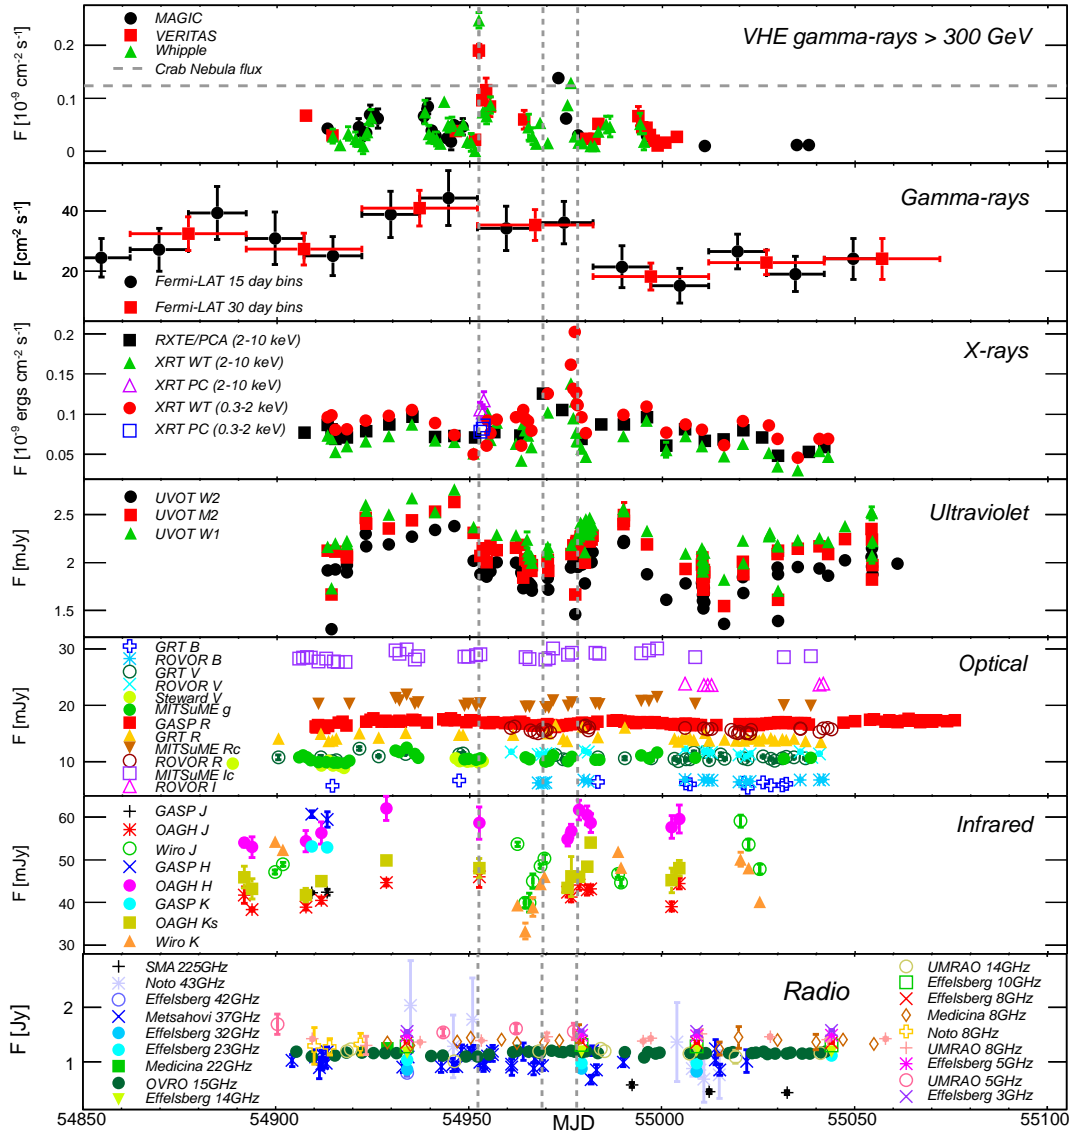 MAGIC
VERITAS
Whipple
Crab Nebula flux
VHE gamma-rays > 300 GeV
F [10⁻⁹ cm⁻² s⁻¹]
0.2
0.1
0
Gamma-rays
F [cm⁻² s⁻¹]
40
20
Fermi-LAT 15 day bins
Fermi-LAT 30 day bins
X-rays
F [10⁻⁹ ergs cm⁻² s⁻¹]
0.2
0.15
0.1
0.05
RXTE/PCA (2-10 keV)
XRT WT (2-10 keV)
XRT PC (2-10 keV)
XRT WT (0.3-2 keV)
XRT PC (0.3-2 keV)
Ultraviolet
F [mJy]
2.5
2
1.5
UVOT W2
UVOT M2
UVOT W1
Optical
F [mJy]
30
20
10
GRT B
ROVOR B
GRT V
ROVOR V
Steward V
MITSuME g
GASP R
GRT R
MITSuME Rc
ROVOR R
MITSuME Ic
ROVOR I
Infrared
F [mJy]
60
50
40
30
GASP J
OAGH J
Wiro J
GASP H
OAGH H
GASP K
OAGH Ks
Wiro K
Radio
F [Jy]
2
1
SMA 225GHz
Noto 43GHz
Effelsberg 42GHz
Metsahovi 37GHz
Effelsberg 32GHz
Effelsberg 23GHz
Medicina 22GHz
OVRO 15GHz
Effelsberg 14GHz
UMRAO 14GHz
Effelsberg 10GHz
Effelsberg 8GHz
Medicina 8GHz
Noto 8GHz
UMRAO 8GHz
Effelsberg 5GHz
UMRAO 5GHz
Effelsberg 3GHz
54850
54900
54950
55000
55050
55100
MJD